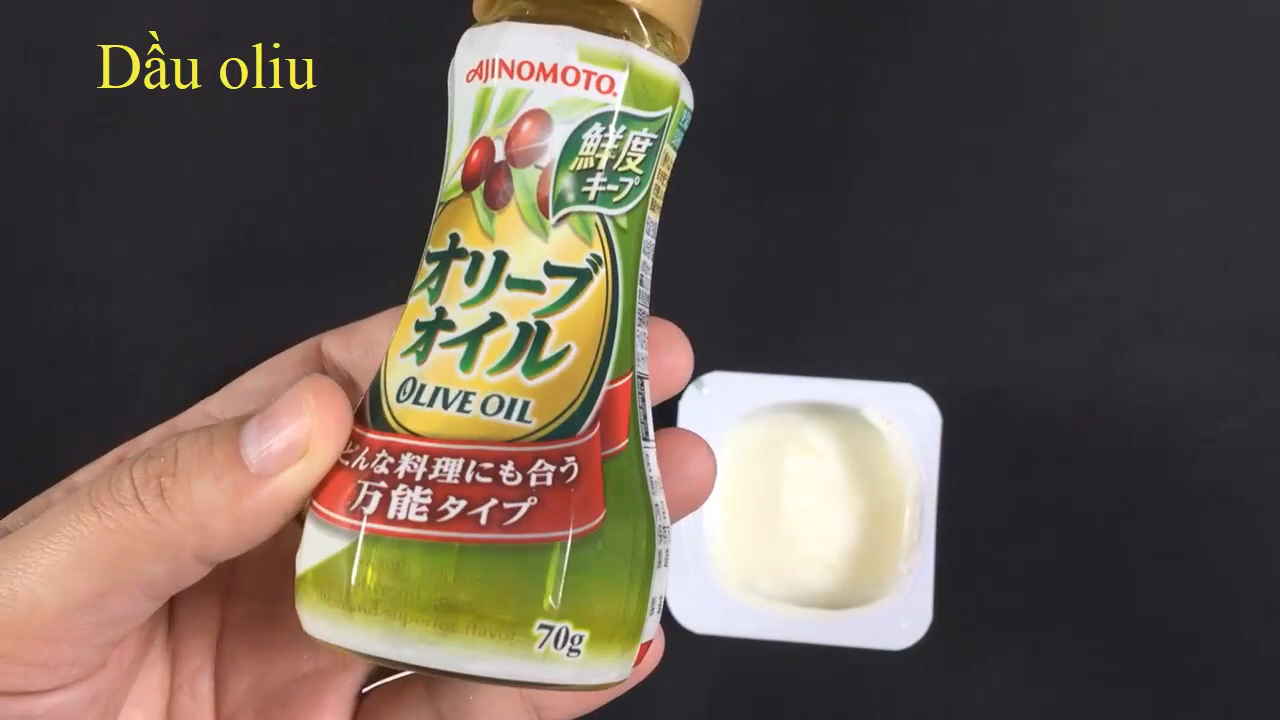 Dầu oliu
AJINOMOTO.
鮮度
キープ
オリーブ
オイル
OLIVE OIL
どんな料理にも合う
万能タイプ
70g